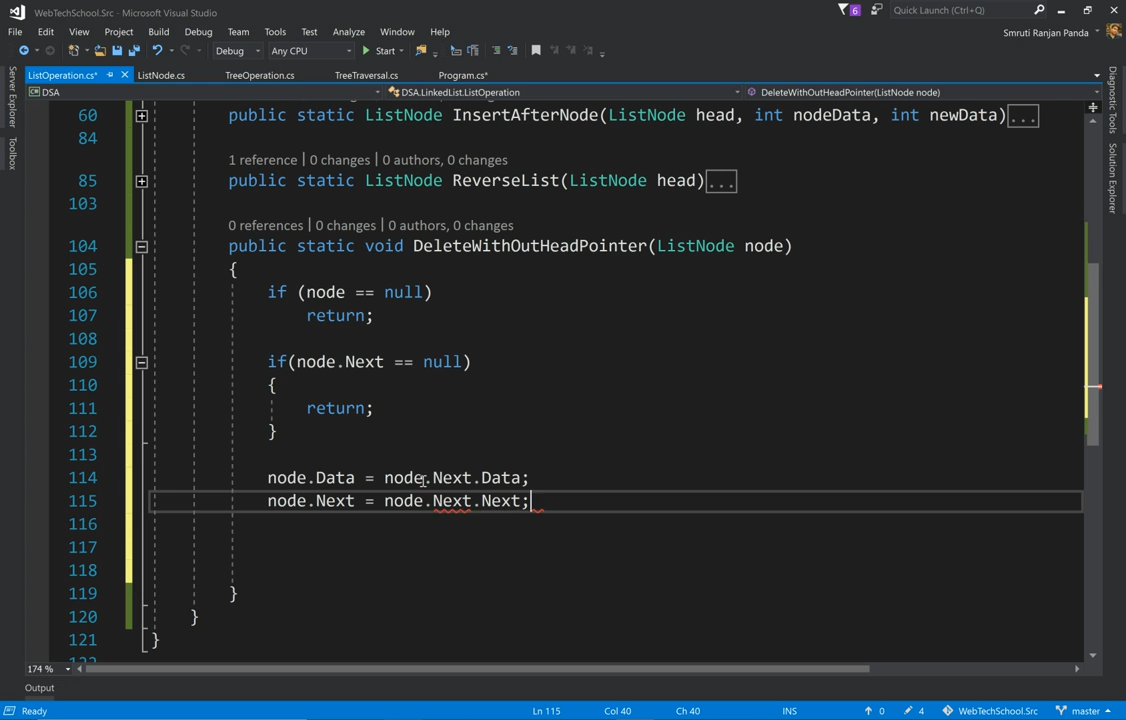 WebTechSchool.Src - Microsoft Visual Studio
6
Quick Launch (Ctrl+Q)
File Edit View Project Build Debug Team Tools Test Analyze Window Help
Smruti Ranjan Panda
Debug Any CPU Start
ListOperation.cs* ListNode.cs TreeOperation.cs TreeTraversal.cs Program.cs*
DSA DSA.LinkedList.ListOperation DeleteWithOutHeadPointer(ListNode node)
Server Explorer
Toolbox
Diagnostic Tools
Solution Explorer
60 public static ListNode InsertAfterNode(ListNode head, int nodeData, int newData)...
84
1 reference | 0 changes | 0 authors, 0 changes
85 public static ListNode ReverseList(ListNode head)...
103
0 references | 0 changes | 0 authors, 0 changes
104 public static void DeleteWithOutHeadPointer(ListNode node)
105 {
106 if (node == null)
107 return;
108
109 if(node.Next == null)
110 {
111 return;
112 }
113
114 node.Data = node.Next.Data;
115 node.Next = node.Next.Next;
116
117
118
119 }
120 }
121 }
174 %
Output
Ready Ln 115 Col 40 Ch 40 INS 0 4 WebTechSchool.Src master